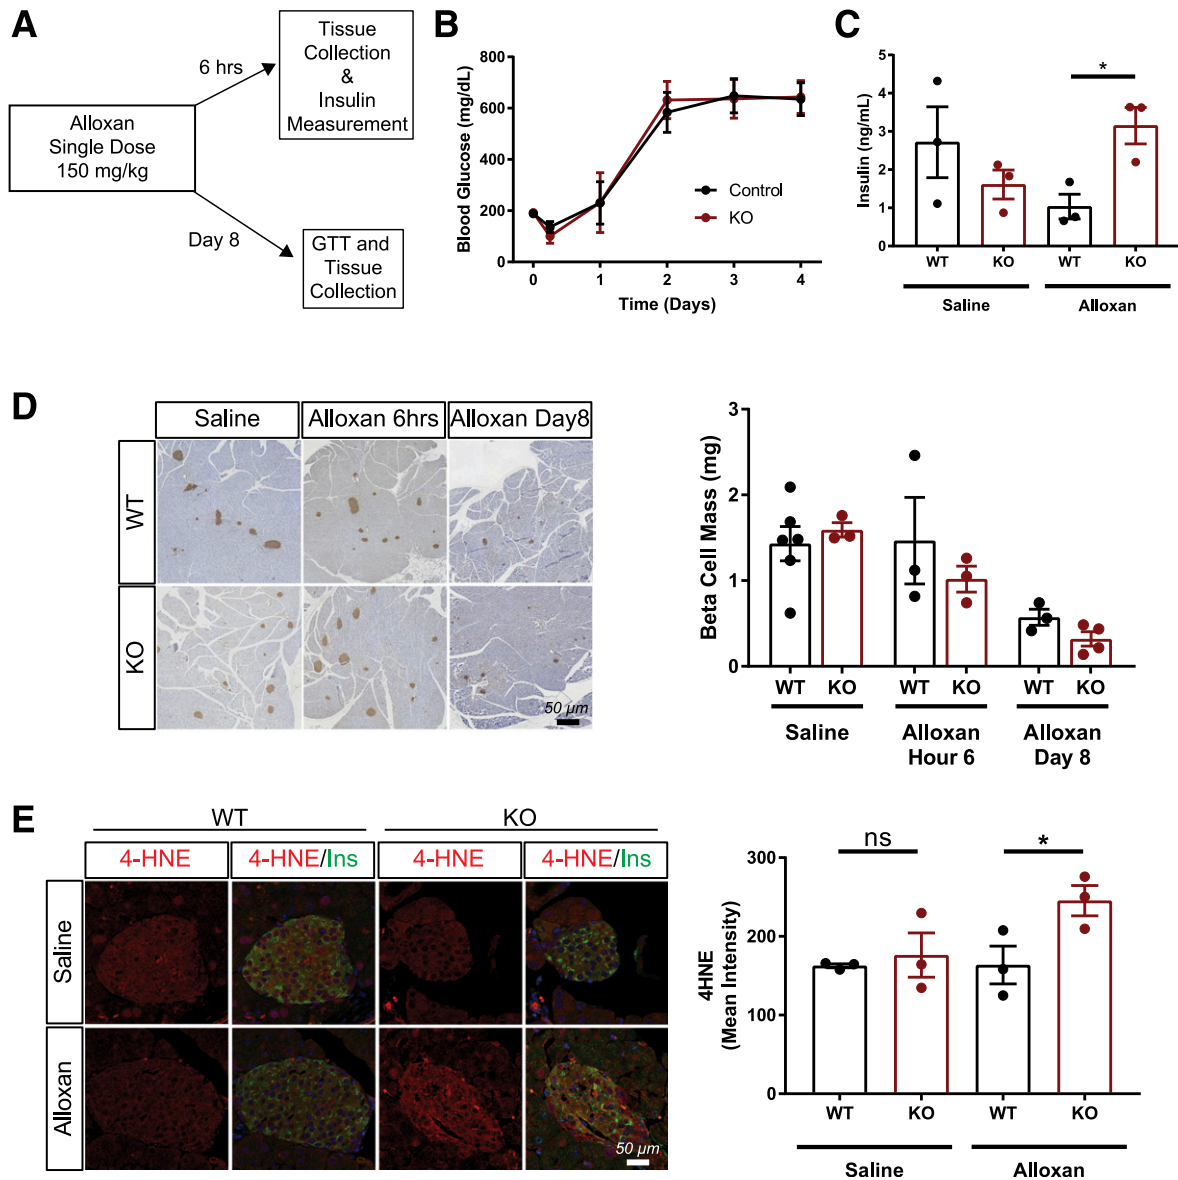 A
Alloxan
Single Dose
150 mg/kg
6 hrs
Tissue
Collection
&
Insulin
Measurement
Day 8
GTT and
Tissue
Collection
B
Blood Glucose (mg/dL)
800
600
400
200
0
0 1 2 3 4
Time (Days)
Control
KO
C
Insulin (ng/mL)
5
4
3
2
1
0
*
WT KO WT KO
Saline Alloxan
D
Saline Alloxan 6hrs Alloxan Day8
WT
KO
50 µm
Beta Cell Mass (mg)
3
2
1
0
WT KO WT KO WT KO
Saline Alloxan Alloxan
Hour 6 Day 8
E
WT KO
4-HNE 4-HNE/Ins 4-HNE 4-HNE/Ins
Saline
Alloxan
50 µm
4HNE
(Mean Intensity)
300
200
100
0
ns *
WT KO WT KO
Saline Alloxan